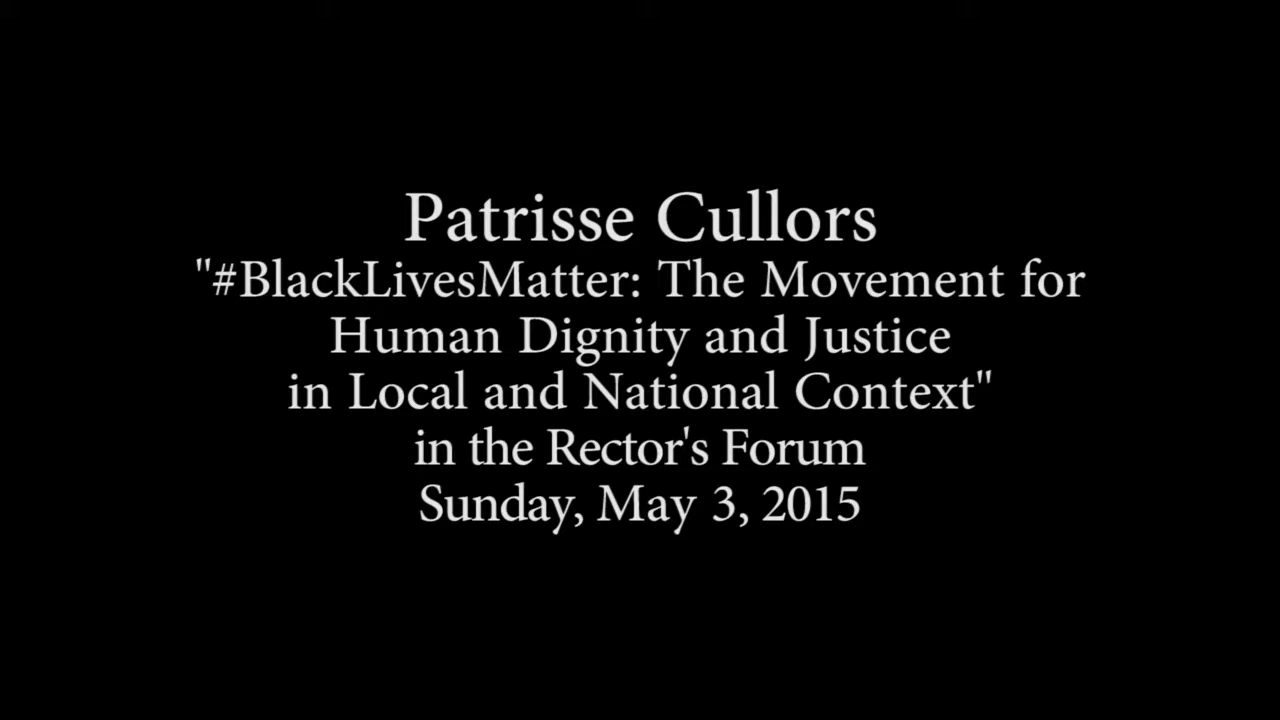 Patrisse Cullors
"#BlackLivesMatter: The Movement for
Human Dignity and Justice
in Local and National Context"
in the Rector's Forum
Sunday, May 3, 2015